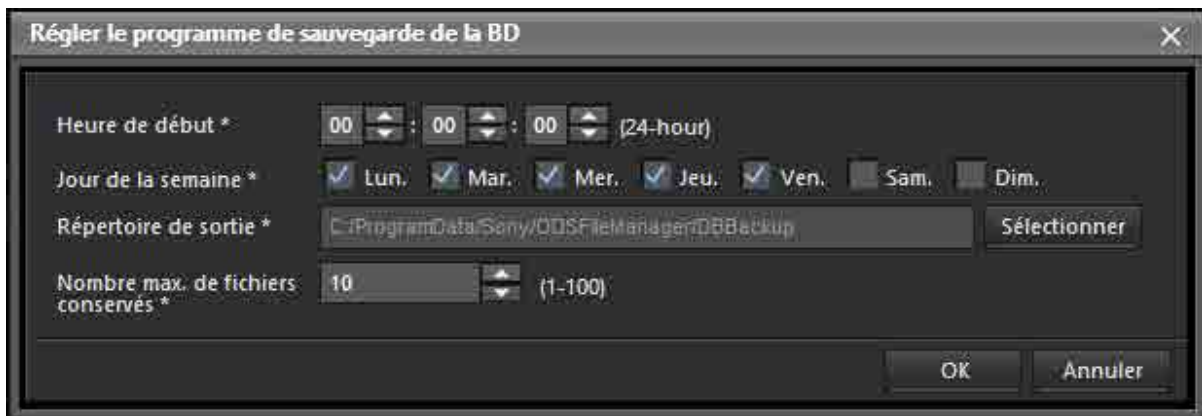 Régler le programme de sauvegarde de la BD
Heure de début * 00 : 00 : 00 (24-hour)
Jour de la semaine * Lun. Mar. Mer. Jeu. Ven. Sam. Dim.
Répertoire de sortie * C:/ProgramData/Sony/ODSFileManager/DBBackup Sélectionner
Nombre max. de fichiers
conservés * 10 (1-100)
OK Annuler